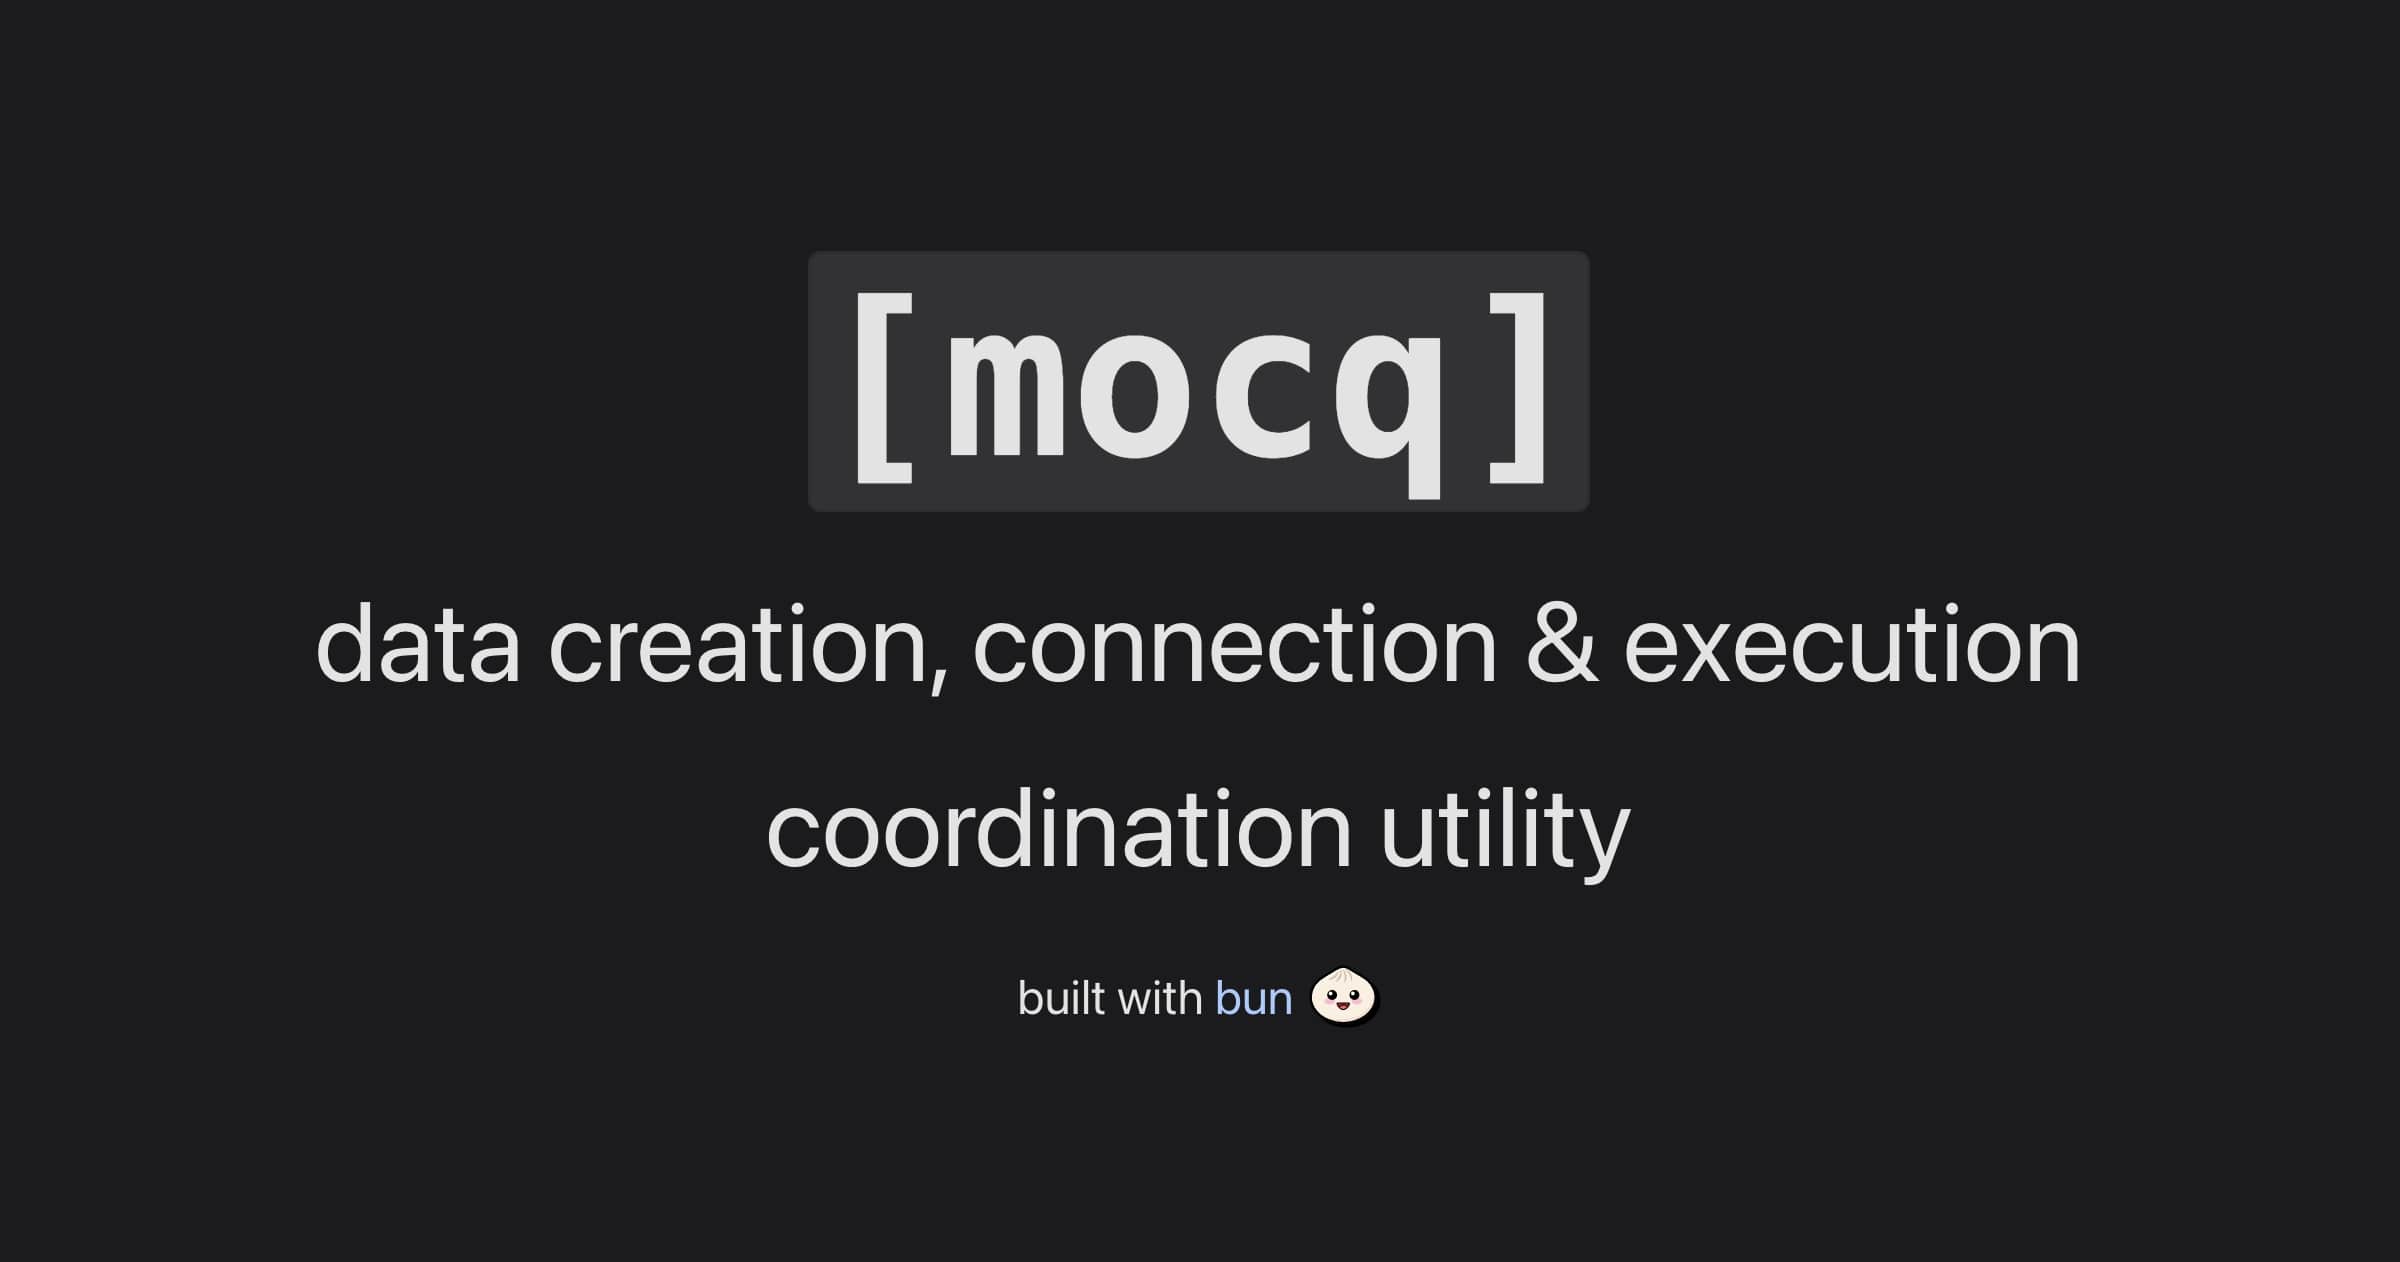 [mocq]
data creation, connection & execution
coordination utility
built with bun